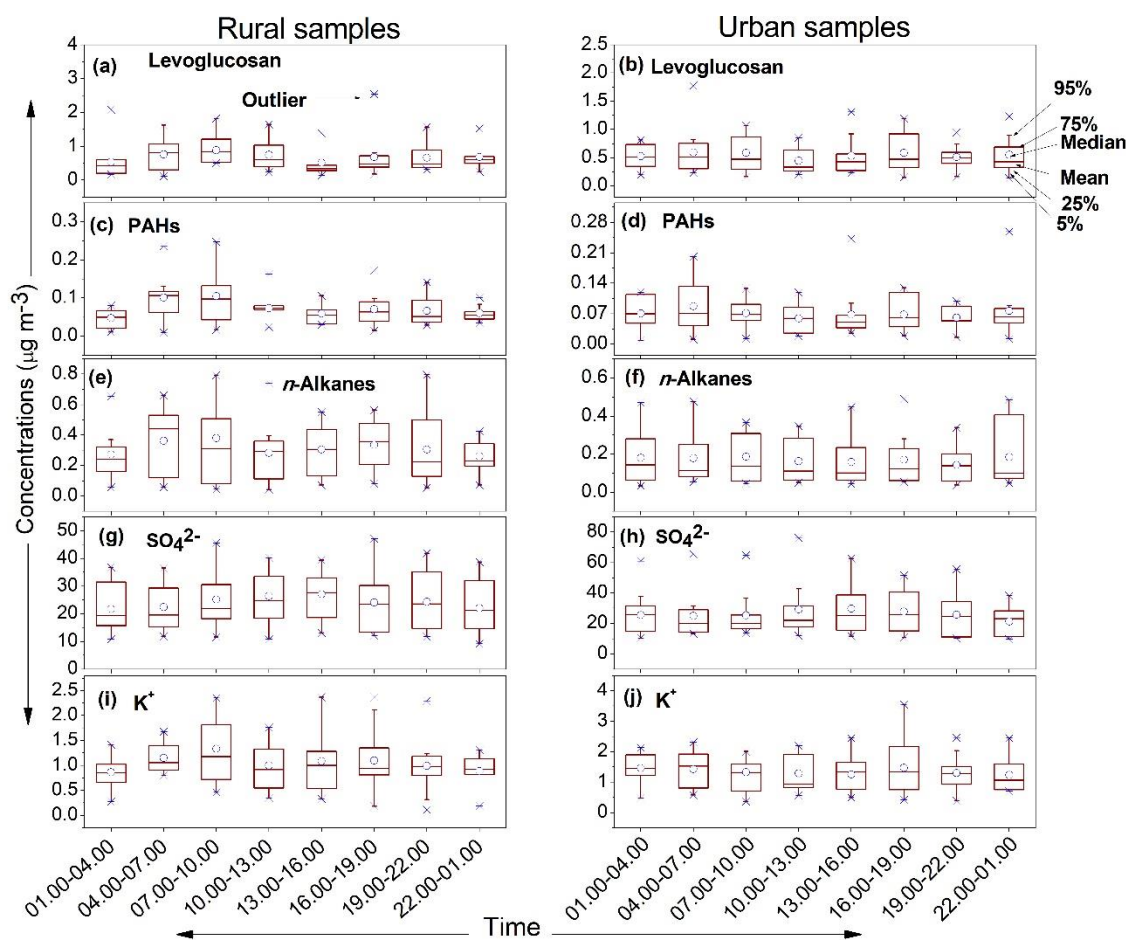 Rural samples
Urban samples
4
3
2
1
0
(a)
Levoglucosan
Outlier
2.5
2.0
1.5
1.0
0.5
0.0
(b)
Levoglucosan
95%
75%
Median
Mean
25%
5%
0.3
0.2
0.1
0.0
(c)
PAHs
0.28
0.21
0.14
0.07
0.00
(d)
PAHs
0.8
0.6
0.4
0.2
0.0
(e)
n-Alkanes
0.6
0.4
0.2
0.0
(f)
n-Alkanes
50
40
30
20
10
0
(g)
SO₄²⁻
80
60
40
20
0
(h)
SO₄²⁻
2.5
2.0
1.5
1.0
0.5
0.0
(i)
K⁺
4
3
2
1
0
(j)
K⁺
Concentrations (µg m-3)
01.00-04.00
04.00-07.00
07.00-10.00
10.00-13.00
13.00-16.00
16.00-19.00
19.00-22.00
22.00-01.00
01.00-04.00
04.00-07.00
07.00-10.00
10.00-13.00
13.00-16.00
16.00-19.00
19.00-22.00
22.00-01.00
Time